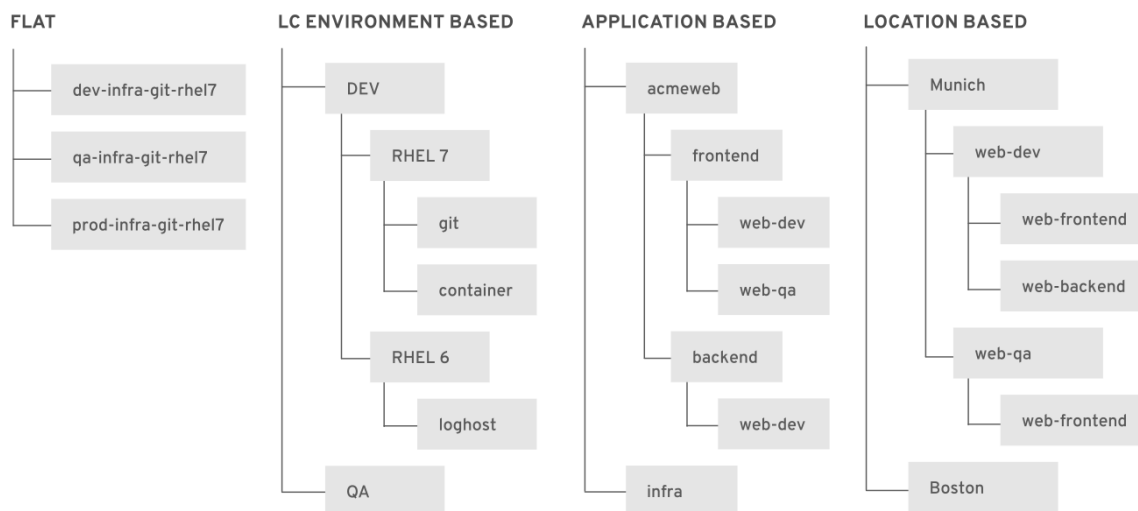 FLAT
dev-infra-git-rhel7
qa-infra-git-rhel7
prod-infra-git-rhel7
LC ENVIRONMENT BASED
DEV
RHEL 7
git
container
RHEL 6
loghost
QA
APPLICATION BASED
acmeweb
frontend
web-dev
web-qa
backend
web-dev
infra
LOCATION BASED
Munich
web-dev
web-frontend
web-backend
web-qa
web-frontend
Boston